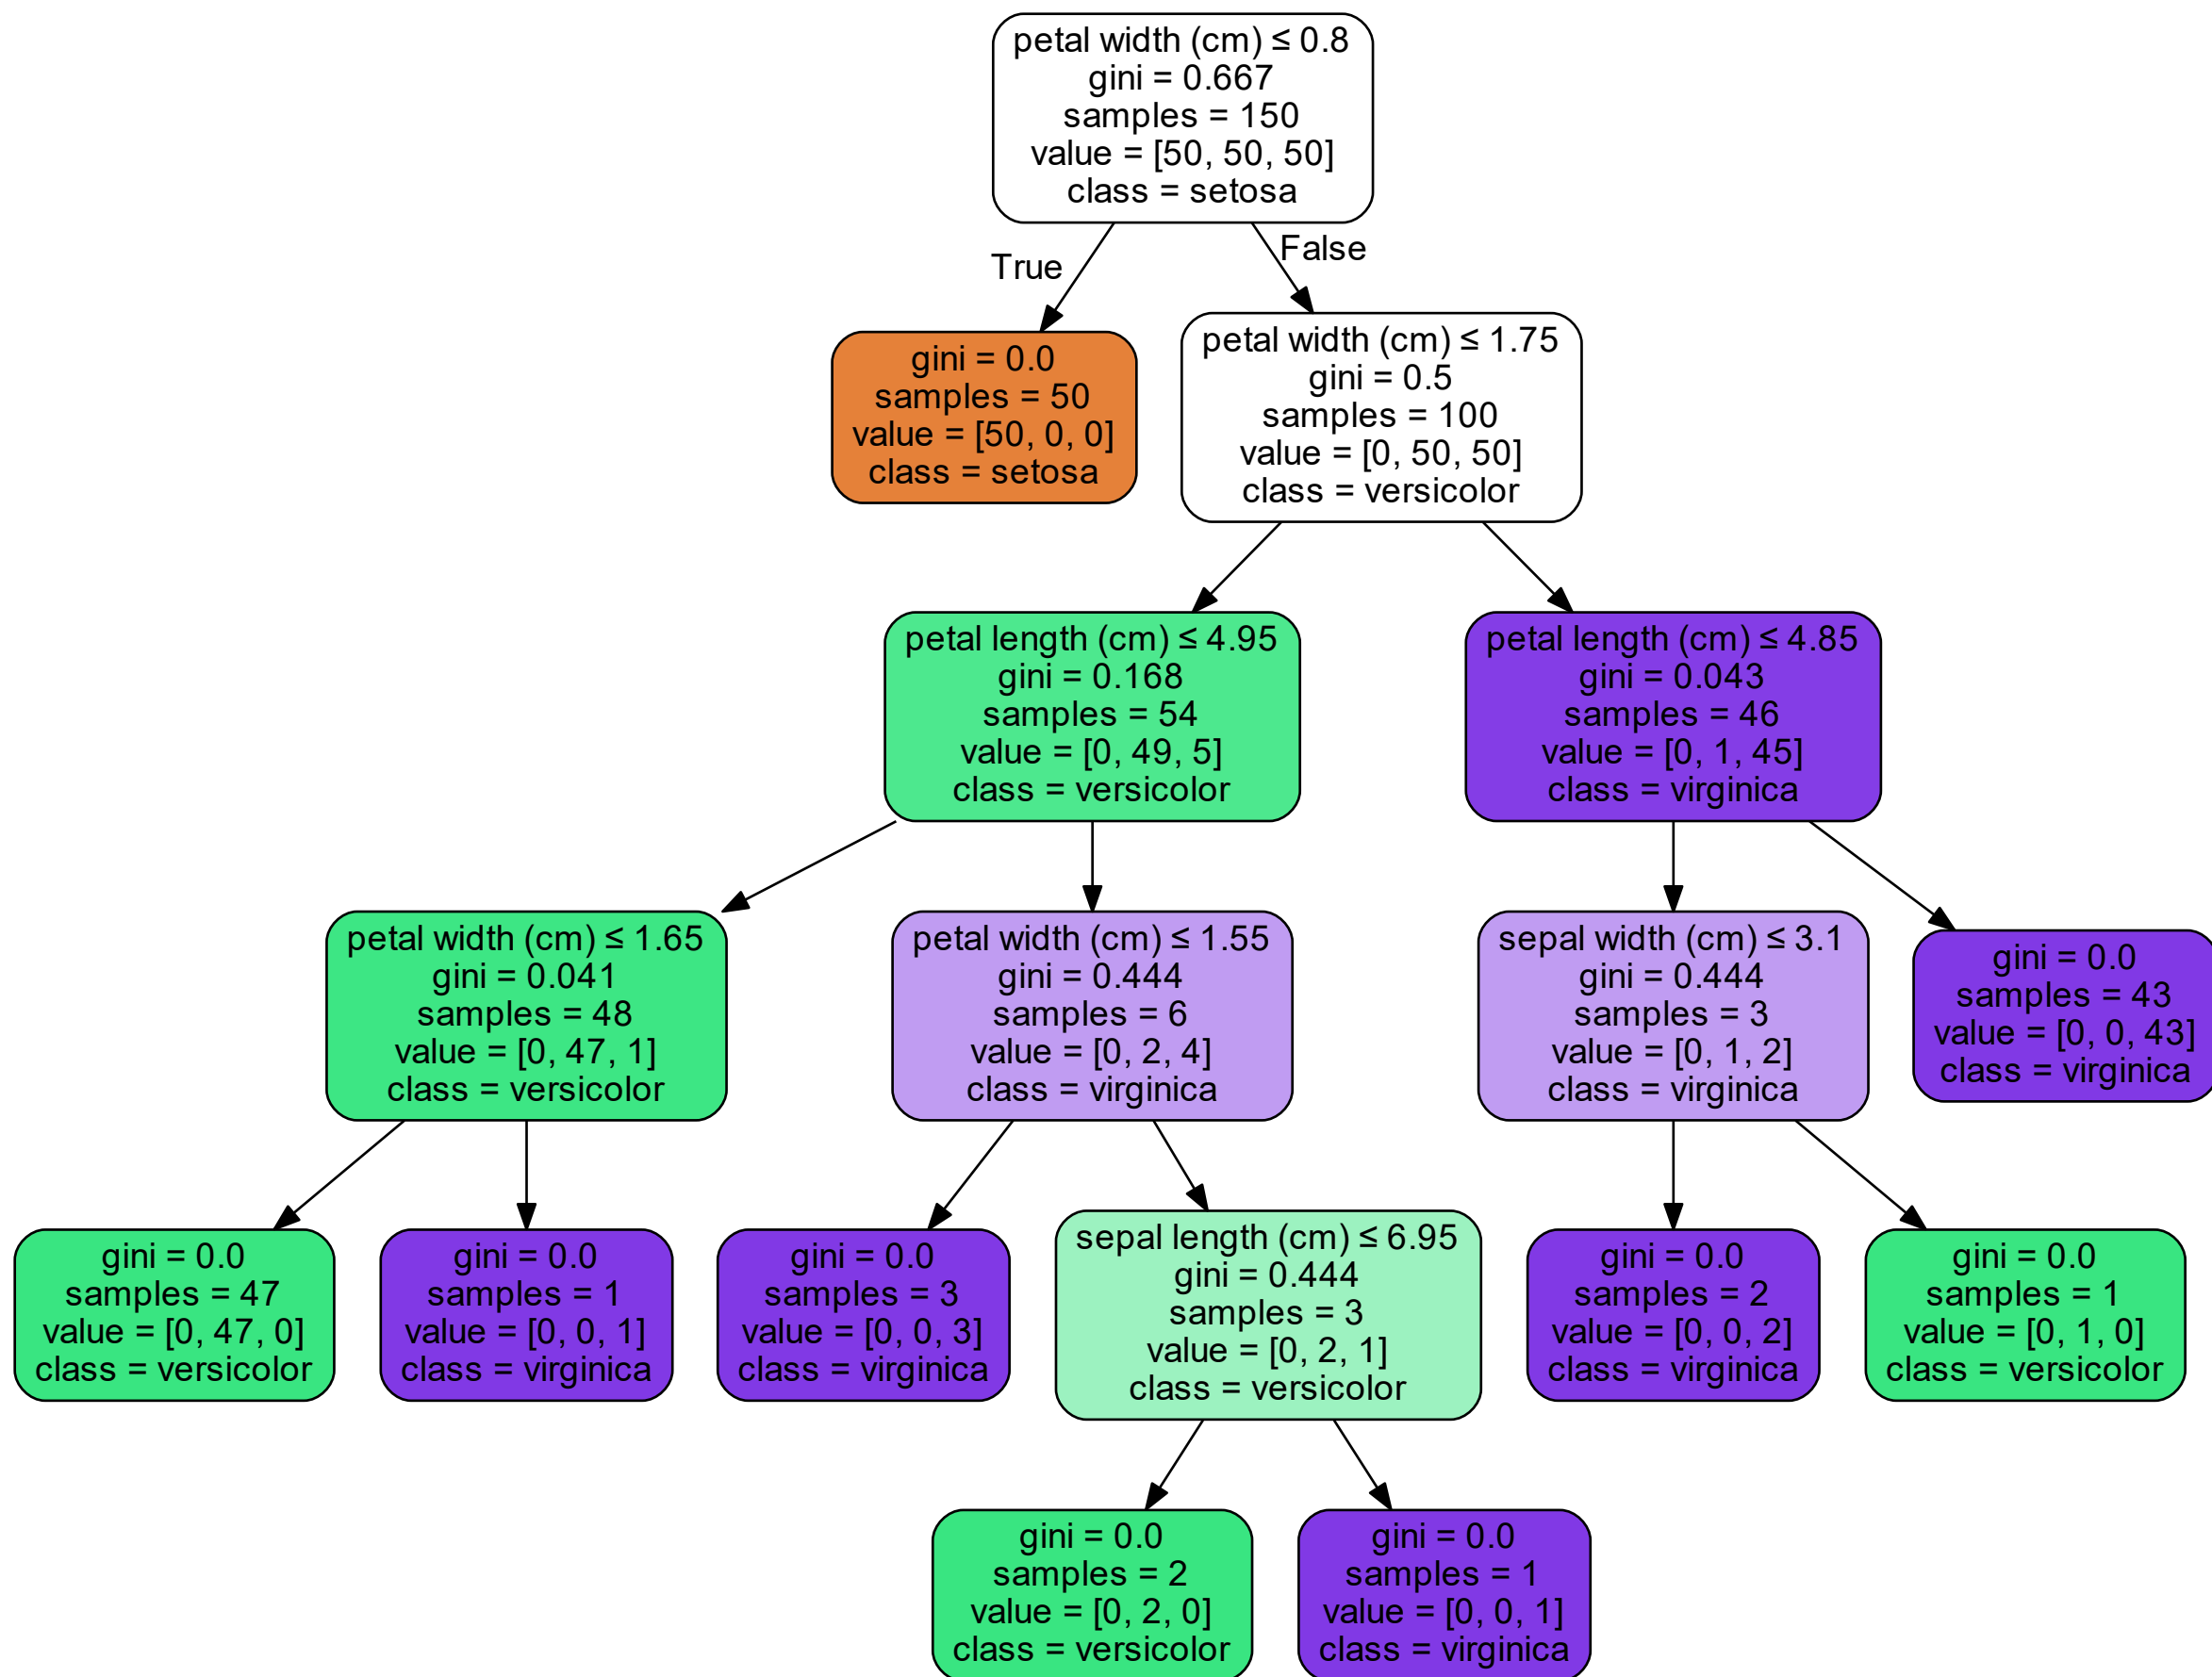 petal width (cm) ≤ 0.8
gini = 0.667
samples = 150
value = [50, 50, 50]
class = setosa
True
False
gini = 0.0
samples = 50
value = [50, 0, 0]
class = setosa
petal width (cm) ≤ 1.75
gini = 0.5
samples = 100
value = [0, 50, 50]
class = versicolor
petal length (cm) ≤ 4.95
gini = 0.168
samples = 54
value = [0, 49, 5]
class = versicolor
petal length (cm) ≤ 4.85
gini = 0.043
samples = 46
value = [0, 1, 45]
class = virginica
petal width (cm) ≤ 1.65
gini = 0.041
samples = 48
value = [0, 47, 1]
class = versicolor
petal width (cm) ≤ 1.55
gini = 0.444
samples = 6
value = [0, 2, 4]
class = virginica
sepal width (cm) ≤ 3.1
gini = 0.444
samples = 3
value = [0, 1, 2]
class = virginica
gini = 0.0
samples = 43
value = [0, 0, 43]
class = virginica
gini = 0.0
samples = 47
value = [0, 47, 0]
class = versicolor
gini = 0.0
samples = 1
value = [0, 0, 1]
class = virginica
gini = 0.0
samples = 3
value = [0, 0, 3]
class = virginica
sepal length (cm) ≤ 6.95
gini = 0.444
samples = 3
value = [0, 2, 1]
class = versicolor
gini = 0.0
samples = 2
value = [0, 0, 2]
class = virginica
gini = 0.0
samples = 1
value = [0, 1, 0]
class = versicolor
gini = 0.0
samples = 2
value = [0, 2, 0]
class = versicolor
gini = 0.0
samples = 1
value = [0, 0, 1]
class = virginica